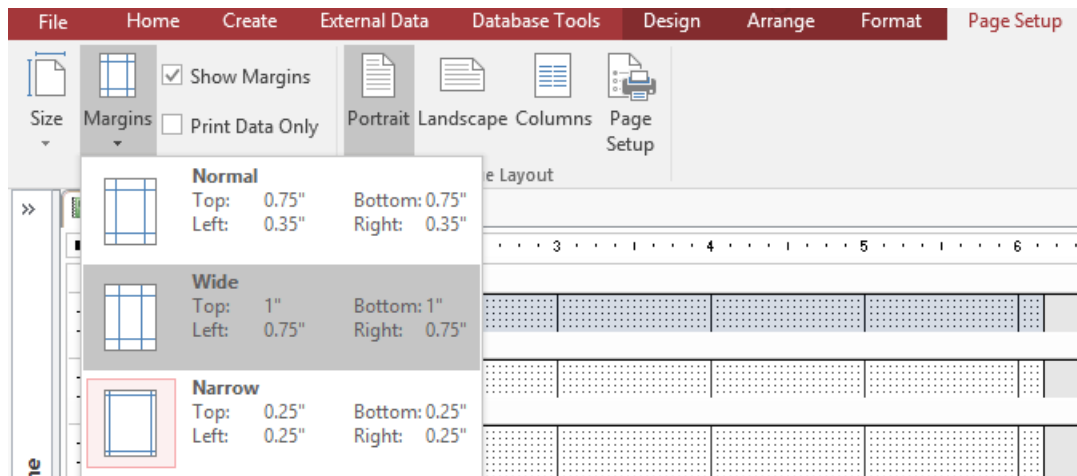 File Home Create External Data Database Tools Design Arrange Format Page Setup
Size Margins Show Margins
Print Data Only
Portrait Landscape Columns Page Setup
e Layout
Normal
Top: 0.75" Bottom: 0.75"
Left: 0.35" Right: 0.35"
Wide
Top: 1" Bottom: 1"
Left: 0.75" Right: 0.75"
Narrow
Top: 0.25" Bottom: 0.25"
Left: 0.25" Right: 0.25"
3 4 5 6
ne